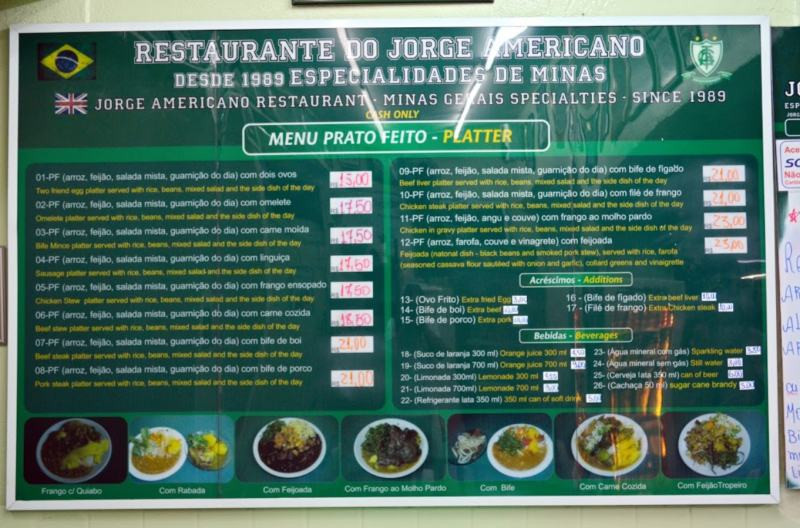 RESTAURANTE DO JORGE AMERICANO
DESDE 1989 ESPECIALIDADES DE MINAS
JORGE AMERICANO RESTAURANT - MINAS GERAIS SPECIALTIES - SINCE 1989
CASH ONLY
MENU PRATO FEITO - PLATTER
01-PF (arroz, feijão, salada mista, guarnição do dia) com dois ovos 15,00
Two friend egg platter served with rice, beans, mixed salad and the side dish of the day
02-PF (arroz, feijão, salada mista, guarnição do dia) com omelete 17,50
Omelete platter served with rice, beans, mixed salad and the side dish of the day
03-PF (arroz, feijão, salada mista, guarnição do dia) com carne moída 17,50
Bife Mince platter served with rice, beans, mixed salad and the side dish of the day
04-PF (arroz, feijão, salada mista, guarnição do dia) com linguiça 17,50
Sausage platter served with rice, beans, mixed salad and the side dish of the day
05-PF (arroz, feijão, salada mista, guarnição do dia) com frango ensopado 17,50
Chicken Stew platter served with rice, beans, mixed salad and the side dish of the day
06-PF (arroz, feijão, salada mista, guarnição do dia) com carne cozida 18,50
Beef stew platter served with rice, beans, mixed salad and the side dish of the day
07-PF (arroz, feijão, salada mista, guarnição do dia) com bife de boi 21,00
Beef steak platter served with rice, beans, mixed salad and the side dish of the day
08-PF (arroz, feijão, salada mista, guarnição do dia) com bife de porco 21,00
Pork steak platter served with rice, beans, mixed salad and the side dish of the day
09-PF (arroz, feijão, salada mista, guarnição do dia) com bife de fígado 21,00
Beef liver platter served with rice, beans, mixed salad and the side dish of the day
10-PF (arroz, feijão, salada mista, guarnição do dia) com filé de frango 21,00
Chicken steak platter served with rice, beans, mixed salad and the side dish of the day
11-PF (arroz, feijão, angu e couve) com frango ao molho pardo 23,00
Chicken in gravy platter served with rice, beans, mixed salad and the side dish of the day
12-PF (arroz, farofa, couve e vinagrete) com feijoada 25,00
Feijoada (natonal dish - black beans and smoked pork stew), served with rice, farofa
(seasoned cassava flour sautéed with onion and garlic), collard greens and vinaigrette
Acréscimos - Additions
13- (Ovo Frito) Extra fried Egg
14- (Bife de boi) Extra beef
15- (Bife de porco) Extra pork
16 - (Bife de fígado) Extra beef liver
17 - (Filé de frango) Extra Chicken steak
Bebidas - Beverages
18- (Suco de laranja 300 ml) Orange juice 300 ml
19- (Suco de laranja 700 ml) Orange juice 700 ml
20- (Limonada 300ml) Lemonade 300 ml
21- (Limonada 700ml) Lemonade 700 ml
22- (Refrigerante lata 350 ml) 350 ml can of soft drink
23- (Água mineral com gás) Sparkling water
24- (Água mineral sem gás) Still water
25- (Cerveja lata 350 ml) can of beer
26- (Cachaça 50 ml) sugar cane brandy
Frango c/ Quiabo
Com Rabada
Com Feijoada
Com Frango ao Molho Pardo
Com Bife
Com Carne Cozida
Com FeijãoTropeiro